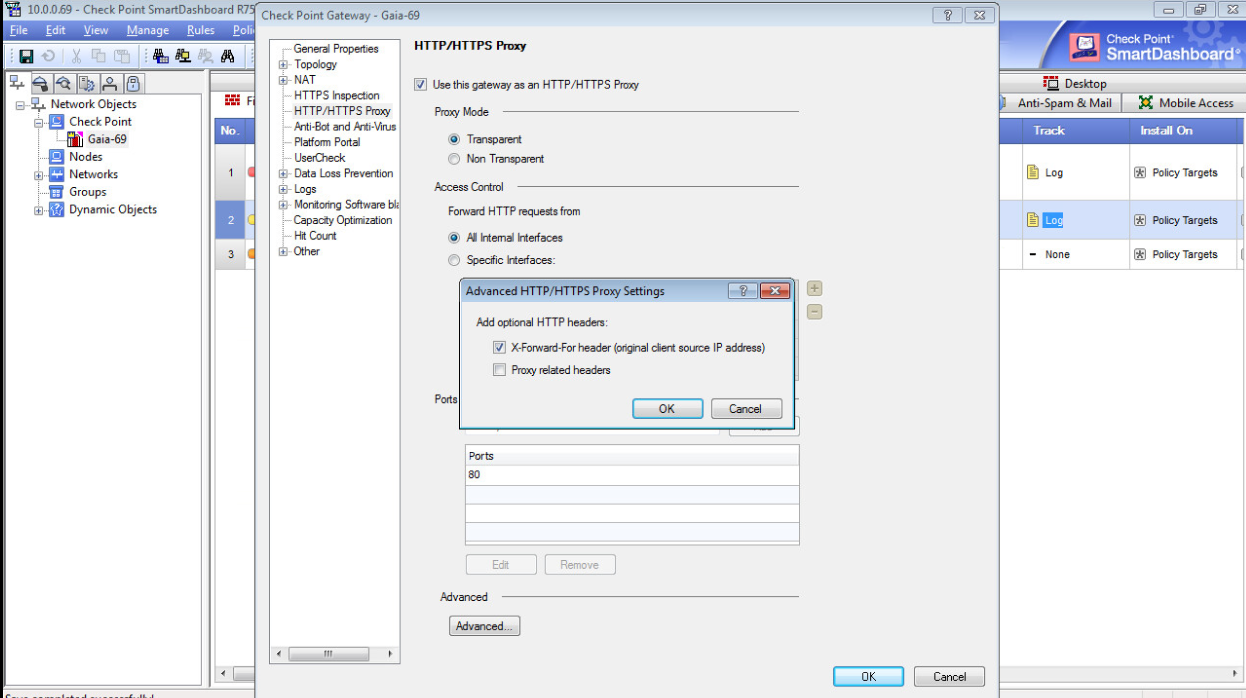 10.0.0.69 - Check Point SmartDashboard R75
File Edit View Manage Rules
Network Objects
Check Point
Gaia-69
Nodes
Networks
Groups
Dynamic Objects
No.
1
2
3
Check Point Gateway - Gaia-69
General Properties
Topology
NAT
HTTPS Inspection
HTTP/HTTPS Proxy
Anti-Bot and Anti-Virus
Platform Portal
UserCheck
Data Loss Prevention
Logs
Monitoring Software bla
Capacity Optimization
Hit Count
Other
HTTP/HTTPS Proxy
Use this gateway as an HTTP/HTTPS Proxy
Proxy Mode
Transparent
Non Transparent
Access Control
Forward HTTP requests from
All Internal Interfaces
Specific Interfaces:
Advanced HTTP/HTTPS Proxy Settings
Add optional HTTP headers:
X-Forward-For header (original client source IP address)
Proxy related headers
OK Cancel
Ports
Ports
80
Edit Remove
Advanced
Advanced...
OK Cancel
Check Point
SmartDashboard
Desktop
Anti-Spam & Mail Mobile Access
Track Install On
Log Policy Targets
Log Policy Targets
None Policy Targets